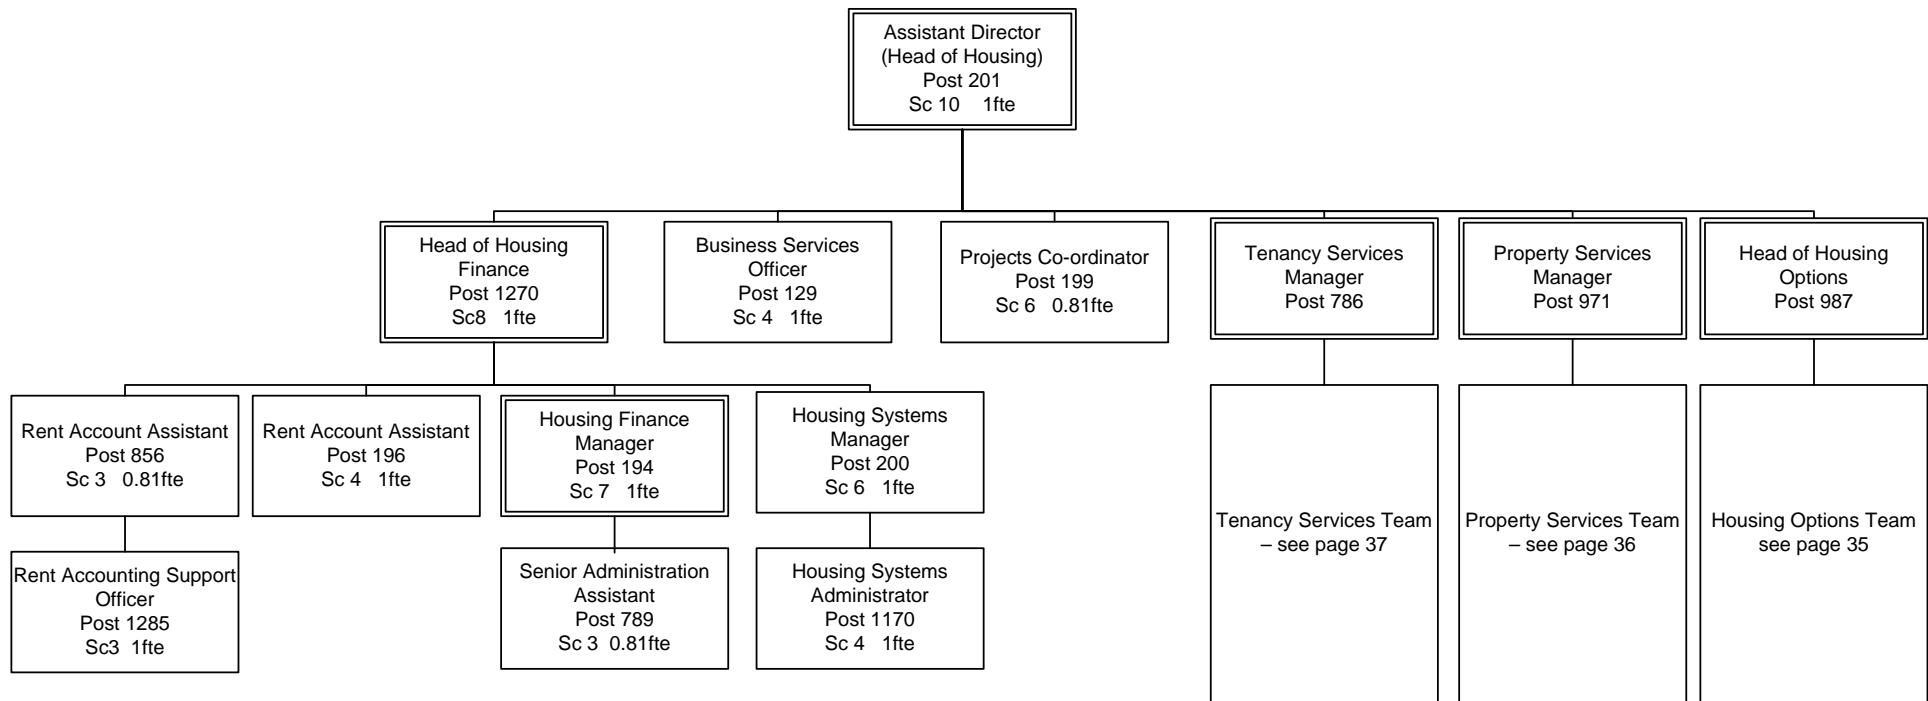 Assistant Director
(Head of Housing)
Post 201
Sc 10 1fte
Head of Housing
Finance
Post 1270
Sc8 1fte
Business Services
Officer
Post 129
Sc 4 1fte
Projects Co-ordinator
Post 199
Sc 6 0.81fte
Tenancy Services
Manager
Post 786
Property Services
Manager
Post 971
Head of Housing
Options
Post 987
Rent Account Assistant
Post 856
Sc 3 0.81fte
Rent Account Assistant
Post 196
Sc 4 1fte
Housing Finance
Manager
Post 194
Sc 7 1fte
Housing Systems
Manager
Post 200
Sc 6 1fte
Rent Accounting Support
Officer
Post 1285
Sc3 1fte
Senior Administration
Assistant
Post 789
Sc 3 0.81fte
Housing Systems
Administrator
Post 1170
Sc 4 1fte
Tenancy Services Team
– see page 37
Property Services Team
– see page 36
Housing Options Team
see page 35